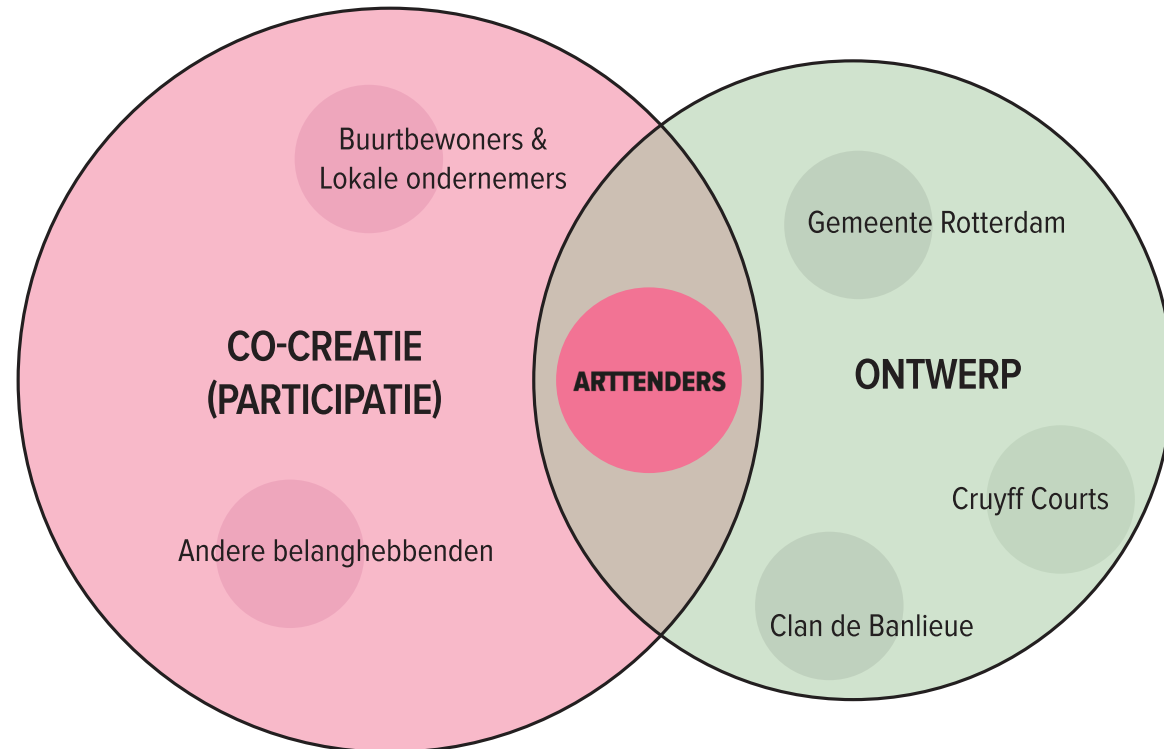 Buurtbewoners &
Lokale ondernemers
CO-CREATIE
(PARTICIPATIE)
Andere belanghebbenden
ARTTENDERS
Gemeente Rotterdam
ONTWERP
Cruyff Courts
Clan de Banlieue